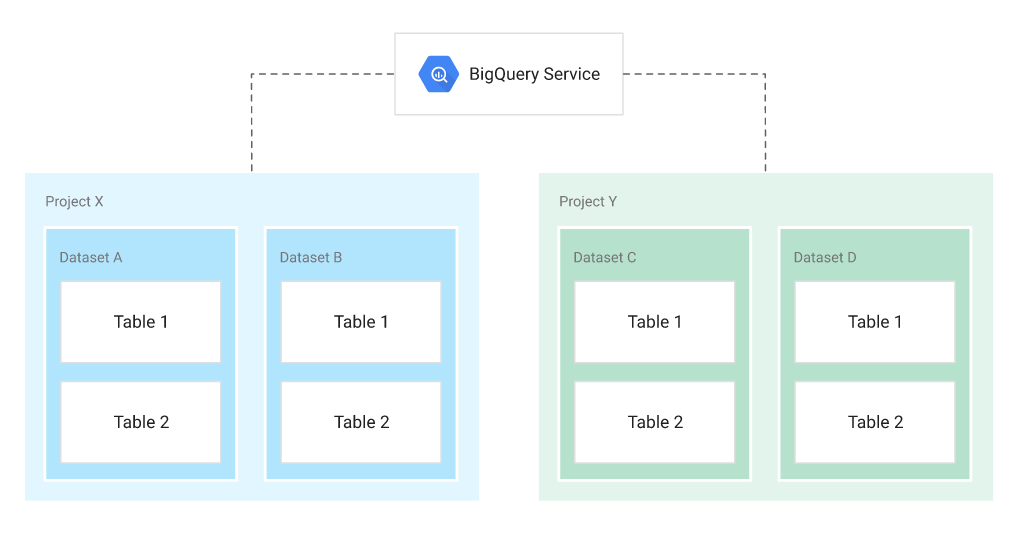 BigQuery Service
Project X
Dataset A
Table 1
Table 2
Dataset B
Table 1
Table 2
Project Y
Dataset C
Table 1
Table 2
Dataset D
Table 1
Table 2